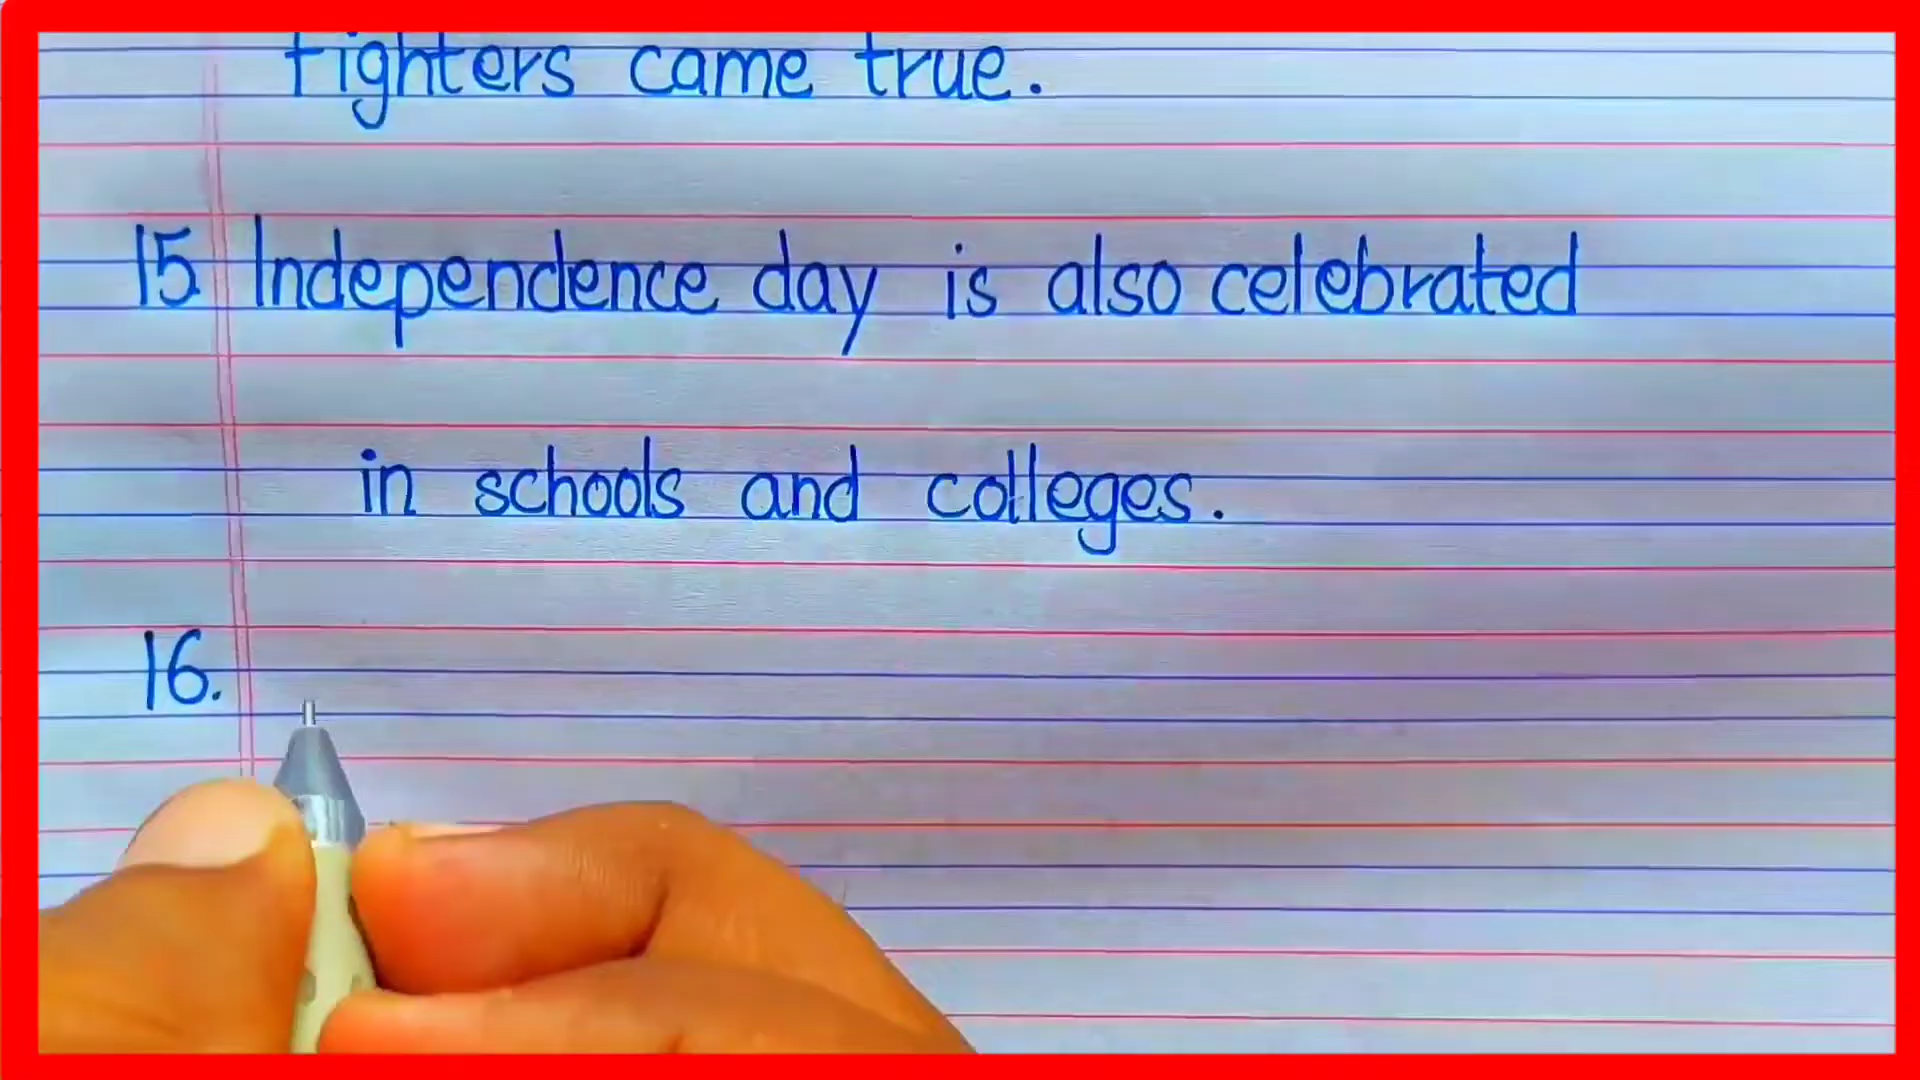 fighters came true.
15 Independence day is also celebrated
in schools and colleges.
16.